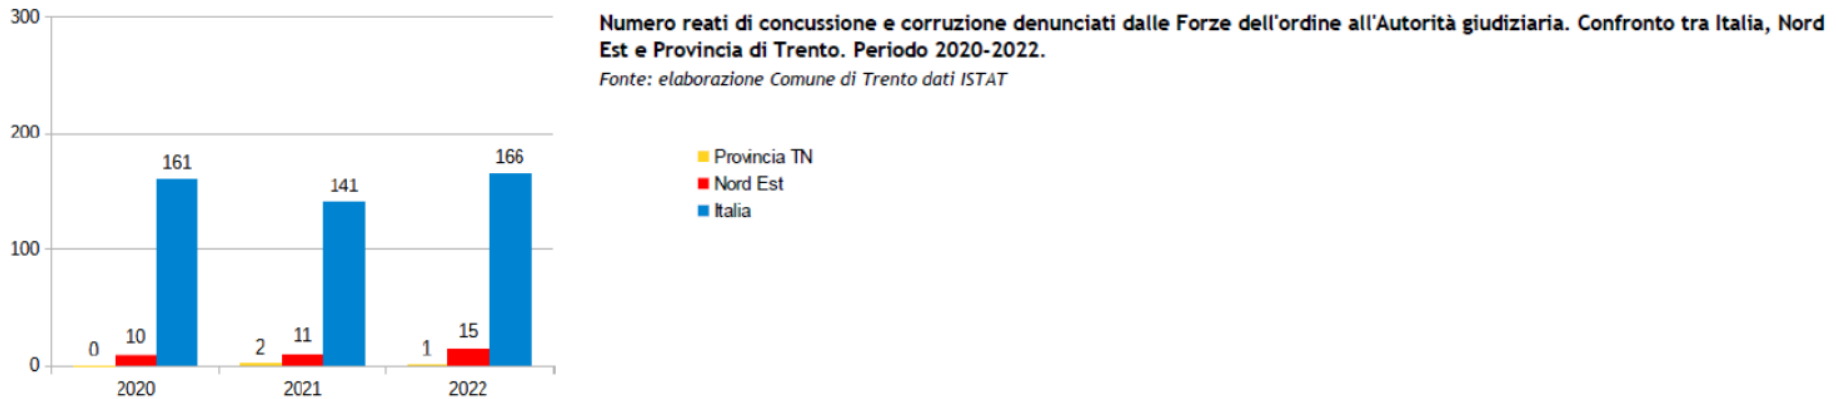 Numero reati di concussione e corruzione denunciati dalle Forze dell'ordine all'Autorità giudiziaria. Confronto tra Italia, Nord
Est e Provincia di Trento. Periodo 2020-2022.
Fonte: elaborazione Comune di Trento dati ISTAT
Provincia TN
Nord Est
Italia
300
200
100
0
0
10
161
2
11
141
1
15
166
2020
2021
2022